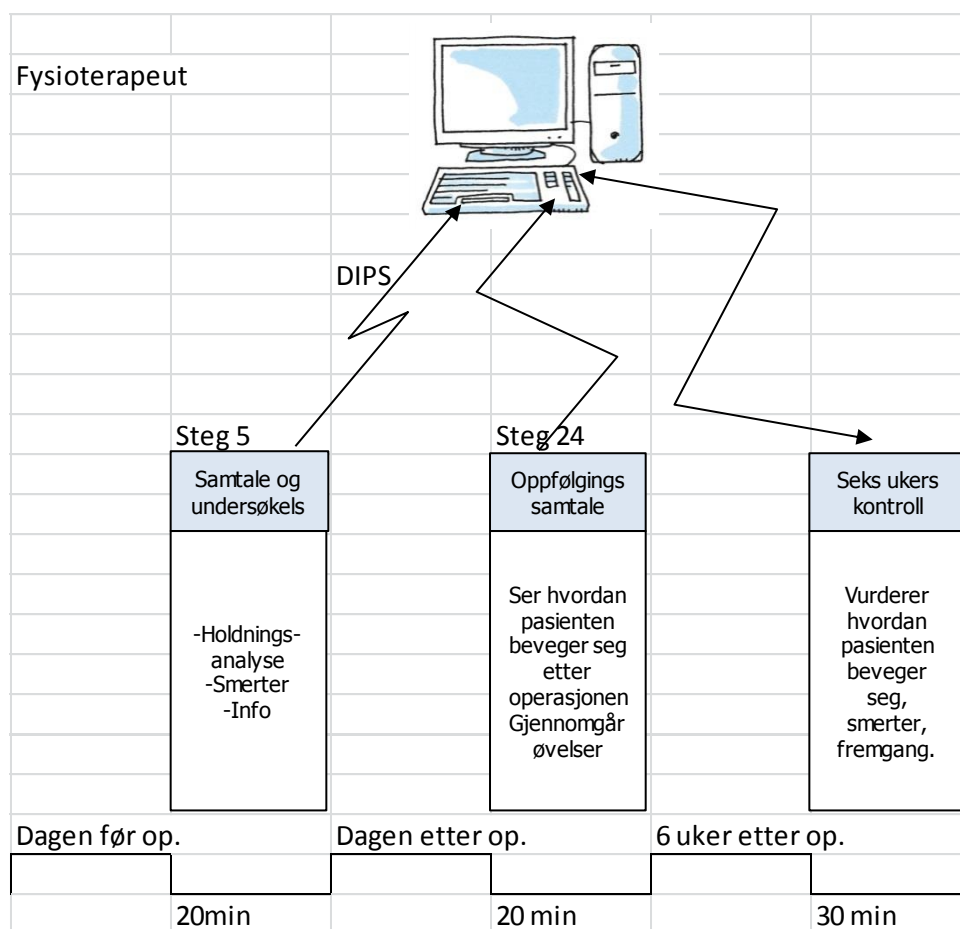 Fysioterapeut
DIPS
Steg 5
Samtale og
undersøkels
-Holdnings-
analyse
-Smerter
-Info
Steg 24
Oppfølgings
samtale
Ser hvordan
pasienten
beveger seg
etter
operasjonen
Gjennomgår
øvelser
Seks ukers
kontroll
Vurderer
hvordan
pasienten
beveger
seg,
smerter,
fremgang.
Dagen før op.
Dagen etter op.
6 uker etter op.
20min
20 min
30 min